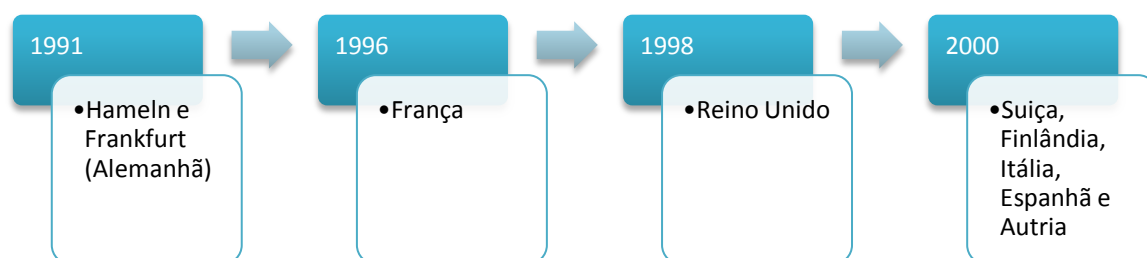 1991
•Hameln e
Frankfurt
(Alemanhã)
1996
•França
1998
•Reino Unido
2000
•Suiça,
Finlândia,
Itália,
Espanhã e
Autria